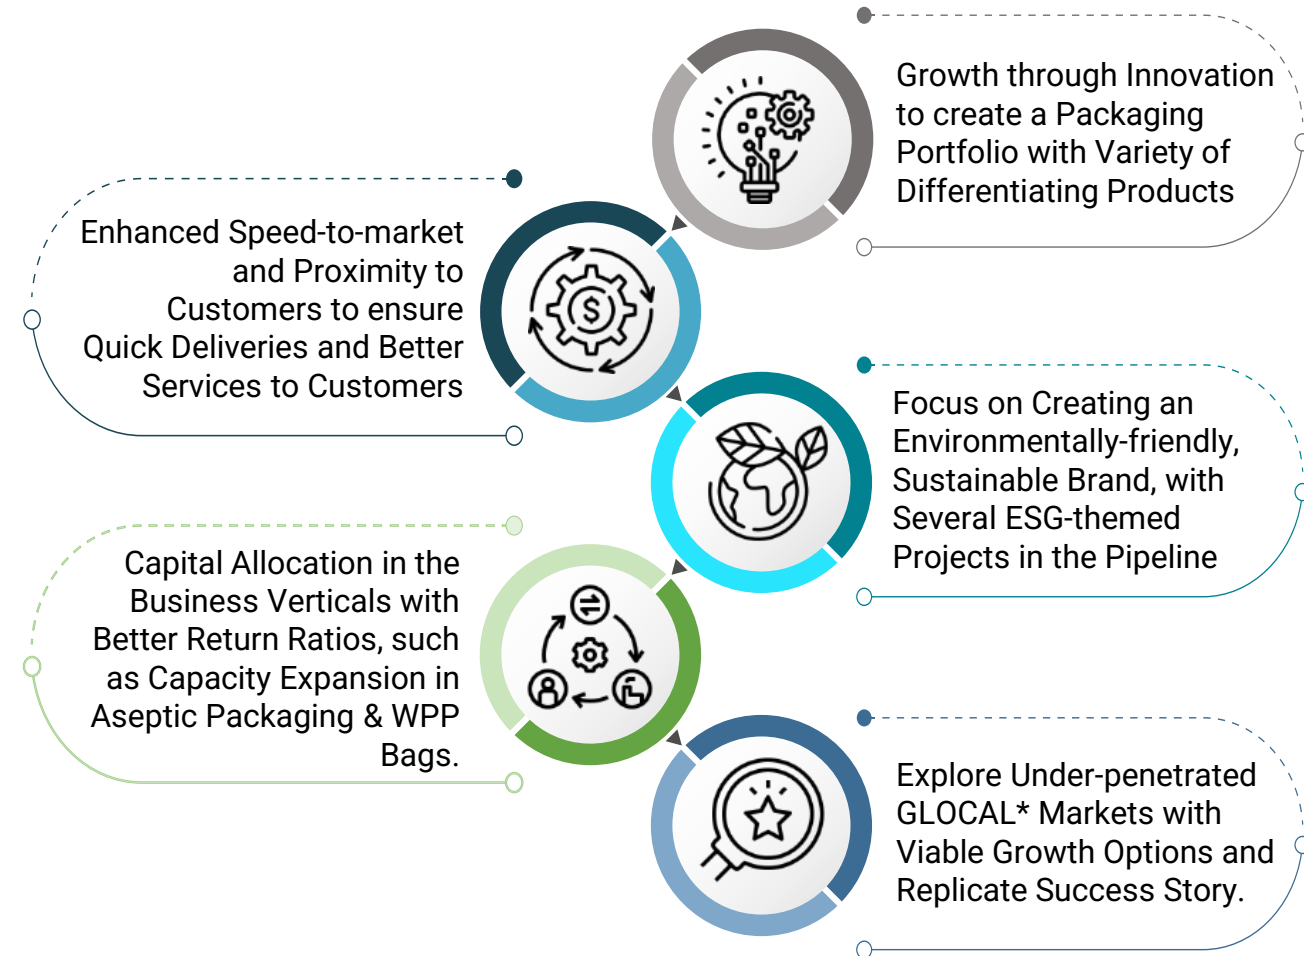 Growth through Innovation
to create a Packaging
Portfolio with Variety of
Differentiating Products
Enhanced Speed-to-market
and Proximity to
Customers to ensure
Quick Deliveries and Better
Services to Customers
$
Focus on Creating an
Environmentally-friendly,
Sustainable Brand, with
Several ESG-themed
Projects in the Pipeline
Capital Allocation in the
Business Verticals with
Better Return Ratios, such
as Capacity Expansion in
Aseptic Packaging & WPP
Bags.
Explore Under-penetrated
GLOCAL* Markets with
Viable Growth Options and
Replicate Success Story.